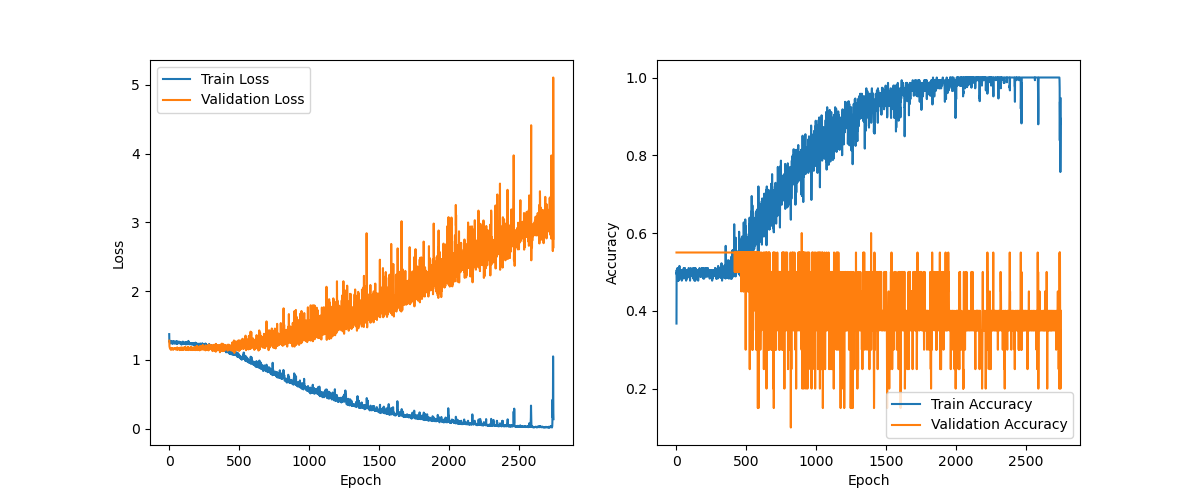 Train Loss
Validation Loss
5
4
3
2
1
0
Loss
0 500 1000 1500 2000 2500
Epoch
1.0
0.8
0.6
0.4
0.2
Accuracy
Train Accuracy
Validation Accuracy
0 500 1000 1500 2000 2500
Epoch